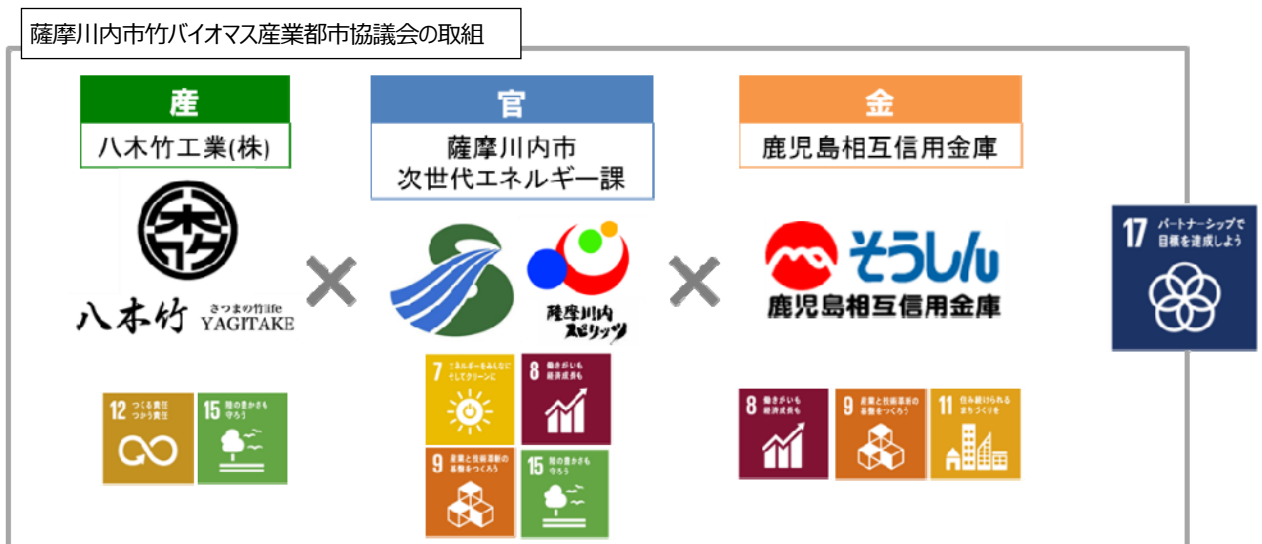 薩摩川内市竹バイオマス産業都市協議会の取組
産
八木竹工業(株)
八木竹
さつまの竹life
YAGITAKE
12 つくる責任
つかう責任
15 陸の豊かさも
守ろう
官
薩摩川内市
次世代エネルギー課
薩摩川内
スピリッツ
7 エネルギーをみんなに
そしてクリーンに
8 働きがいも
経済成長も
9 産業と技術革新の
基盤をつくろう
15 陸の豊かさも
守ろう
金
鹿児島相互信用金庫
そうしん
鹿児島相互信用金庫
8 働きがいも
経済成長も
9 産業と技術革新の
基盤をつくろう
11 住み続けられる
まちづくりを
17 パートナーシップで
目標を達成しよう